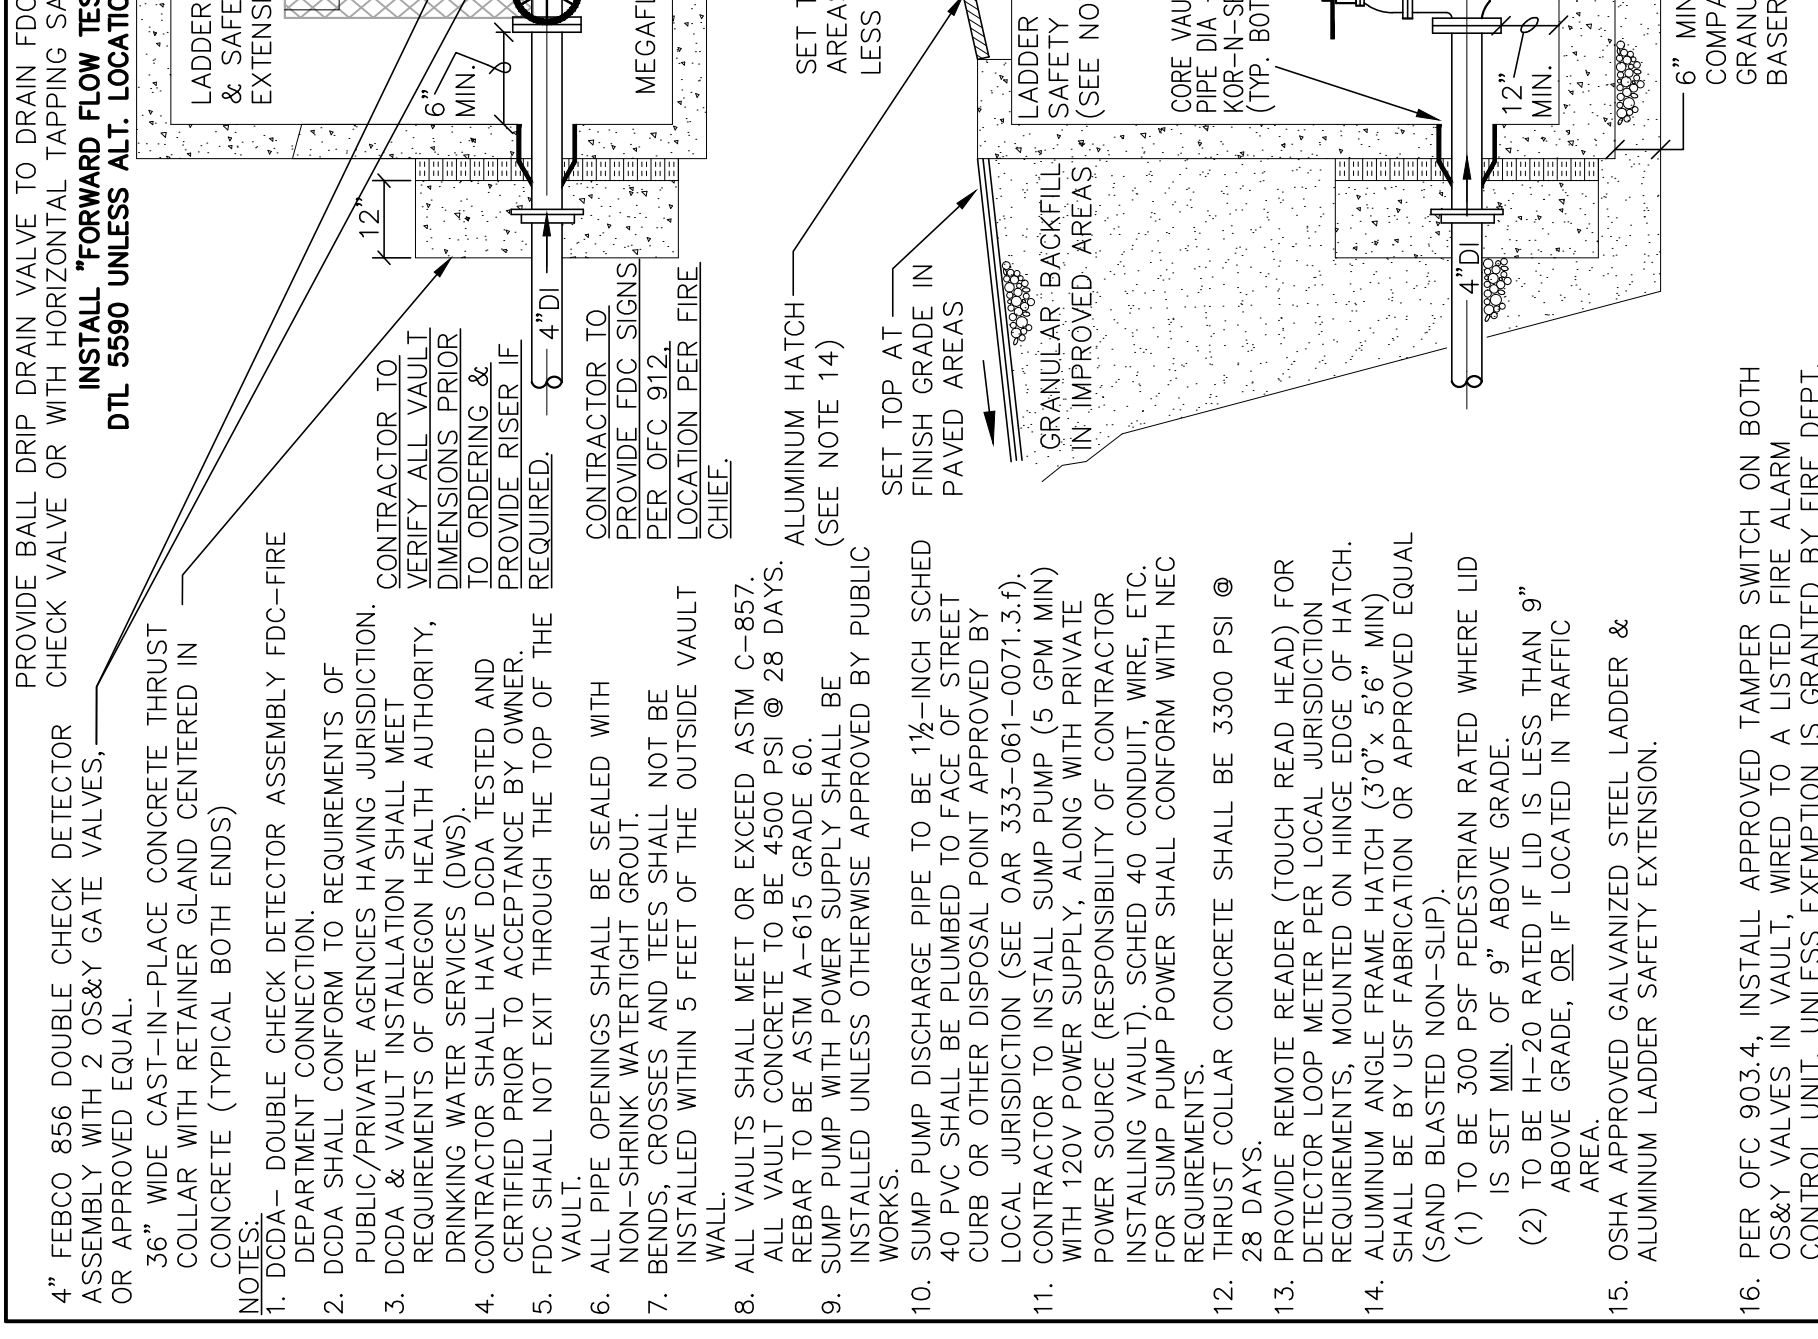 PROVIDE BALL DRIP DRAIN VALVE TO DRAIN FDC
CHECK VALVE OR WITH HORIZONTAL TAPPING
INSTALL "FORWARD FLOW
DTL 5590 UNLESS ALT.
4" FEBCO 856 DOUBLE CHECK DETECTOR
ASSEMBLY WITH 2 OS&Y GATE VALVES,
OR APPROVED EQUAL.
36" WIDE CAST-IN-PLACE CONCRETE THRUST
COLLAR WITH RETAINER GLAND CENTERED IN
CONCRETE (TYPICAL BOTH ENDS)
NOTES:
1. DCDA- DOUBLE CHECK DETECTOR ASSEMBLY FDC-FIRE
DEPARTMENT CONNECTION.
2. DCDA SHALL CONFORM TO REQUIREMENTS OF
PUBLIC/PRIVATE AGENCIES HAVING JURISDICTION.
3. DCDA & VAULT INSTALLATION SHALL MEET
REQUIREMENTS OF OREGON HEALTH AUTHORITY,
DRINKING WATER SERVICES (DWS).
4. CONTRACTOR SHALL HAVE DCDA TESTED AND
CERTIFIED PRIOR TO ACCEPTANCE BY OWNER.
5. FDC SHALL NOT EXIT THROUGH THE TOP OF THE
VAULT.
6. ALL PIPE OPENINGS SHALL BE SEALED WITH
NON-SHRINK WATERTIGHT GROUT.
7. BENDS, CROSSES AND TEES SHALL NOT BE
INSTALLED WITHIN 5 FEET OF THE OUTSIDE VAULT
WALL.
8. ALL VAULTS SHALL MEET OR EXCEED ASTM C-857.
ALL VAULT CONCRETE TO BE 4500 PSI @ 28 DAYS.
REBAR TO BE ASTM A-615 GRADE 60.
9. SUMP PUMP WITH POWER SUPPLY SHALL BE
INSTALLED UNLESS OTHERWISE APPROVED BY PUBLIC
WORKS.
10. SUMP PUMP DISCHARGE PIPE TO BE 1½-INCH SCHED
40 PVC SHALL BE PLUMBED TO FACE OF STREET
CURB OR OTHER DISPOSAL POINT APPROVED BY
LOCAL JURISDICTION (SEE OAR 333-061-0071.3.f).
11. CONTRACTOR TO INSTALL SUMP PUMP (5 GPM MIN)
WITH 120V POWER SUPPLY, ALONG WITH PRIVATE
POWER SOURCE (RESPONSIBILITY OF CONTRACTOR
INSTALLING VAULT). SCHED 40 CONDUIT, WIRE, ETC.
FOR SUMP PUMP POWER SHALL CONFORM WITH NEC
REQUIREMENTS.
12. THRUST COLLAR CONCRETE SHALL BE 3300 PSI @
28 DAYS.
13. PROVIDE REMOTE READER (TOUCH READ HEAD) FOR
DETECTOR LOOP METER PER LOCAL JURISDICTION
REQUIREMENTS, MOUNTED ON HINGE EDGE OF HATCH.
14. ALUMINUM ANGLE FRAME HATCH (3'0"x 5'6" MIN)
SHALL BE BY USF FABRICATION OR APPROVED EQUAL
(SAND BLASTED NON-SLIP).
(1) TO BE 300 PSF PEDESTRIAN RATED WHERE LID
IS SET MIN. OF 9" ABOVE GRADE.
(2) TO BE H-20 RATED IF LID IS LESS THAN 9"
ABOVE GRADE, OR IF LOCATED IN TRAFFIC
AREA.
15. OSHA APPROVED GALVANIZED STEEL LADDER &
ALUMINUM LADDER SAFETY EXTENSION.
16. PER OFC 903.4, INSTALL APPROVED TAMPER SWITCH ON BOTH
OS&Y VALVES IN VAULT, WIRED TO A LISTED FIRE ALARM
CONTROL UNIT, UNLESS EXEMPTION IS GRANTED BY FIRE DEPT.
CONTRACTOR TO
VERIFY ALL VAULT
DIMENSIONS PRIOR
TO ORDERING &
PROVIDE RISER IF
REQUIRED.
CONTRACTOR TO
PROVIDE FDC SIGNS
PER OFC 912,
LOCATION PER FIRE
CHIEF.
12"
4"DI
LADDER
& SAFE
6"
MIN.
ALUMINUM HATCH
(SEE NOTE 14)
SET TOP AT
FINISH GRADE IN
PAVED AREAS
GRANULAR BACKFILL
IN IMPROVED AREAS
4"DI
SET
AREAS
LESS
LADDER
SAFETY
(SEE
CORE
PIPE DIA
(TYP.
12"
MIN.
6"